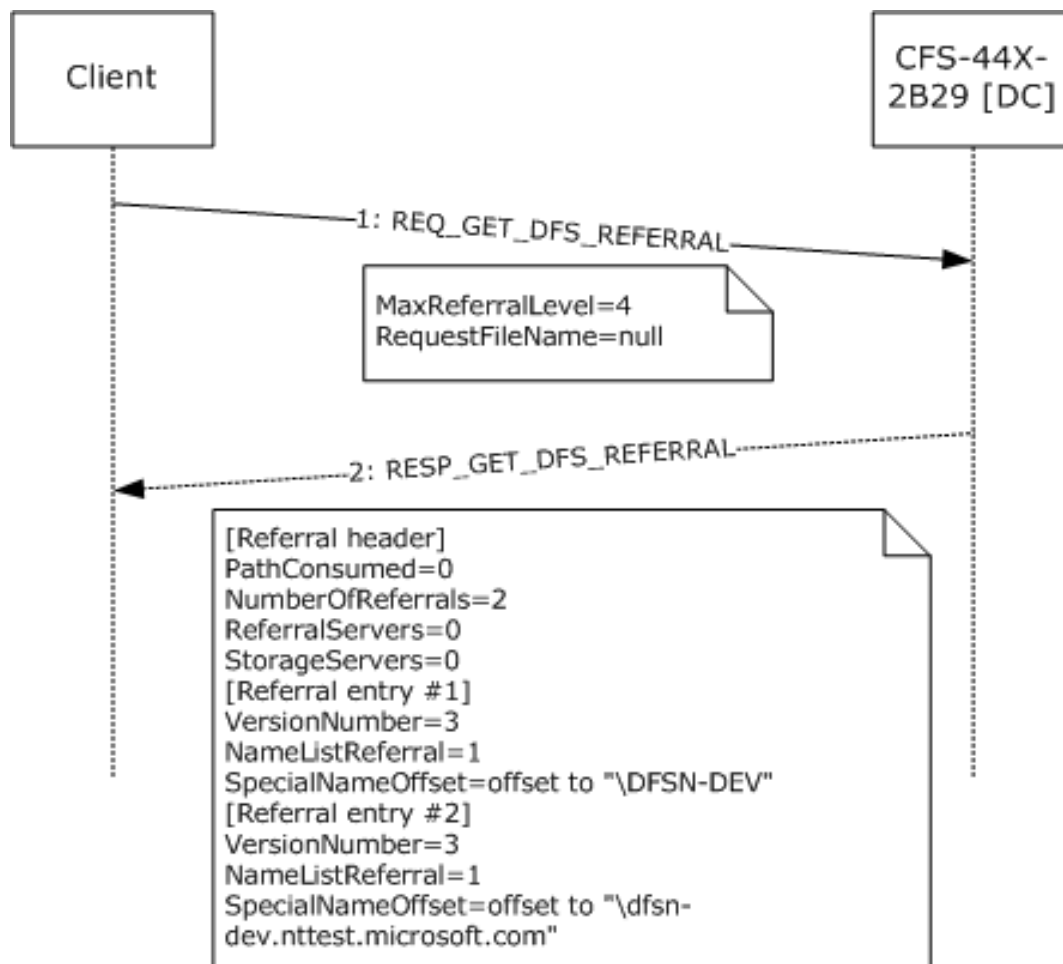 Client
CFS-44X-
2B29 [DC]
1: REQ_GET_DFS_REFERRAL
MaxReferralLevel=4
RequestFileName=null
2: RESP_GET_DFS_REFERRAL
[Referral header]
PathConsumed=0
NumberOfReferrals=2
ReferralServers=0
StorageServers=0
[Referral entry #1]
VersionNumber=3
NameListReferral=1
SpecialNameOffset=offset to "\DFSN-DEV"
[Referral entry #2]
VersionNumber=3
NameListReferral=1
SpecialNameOffset=offset to "\dfsn-
dev.nttest.microsoft.com"